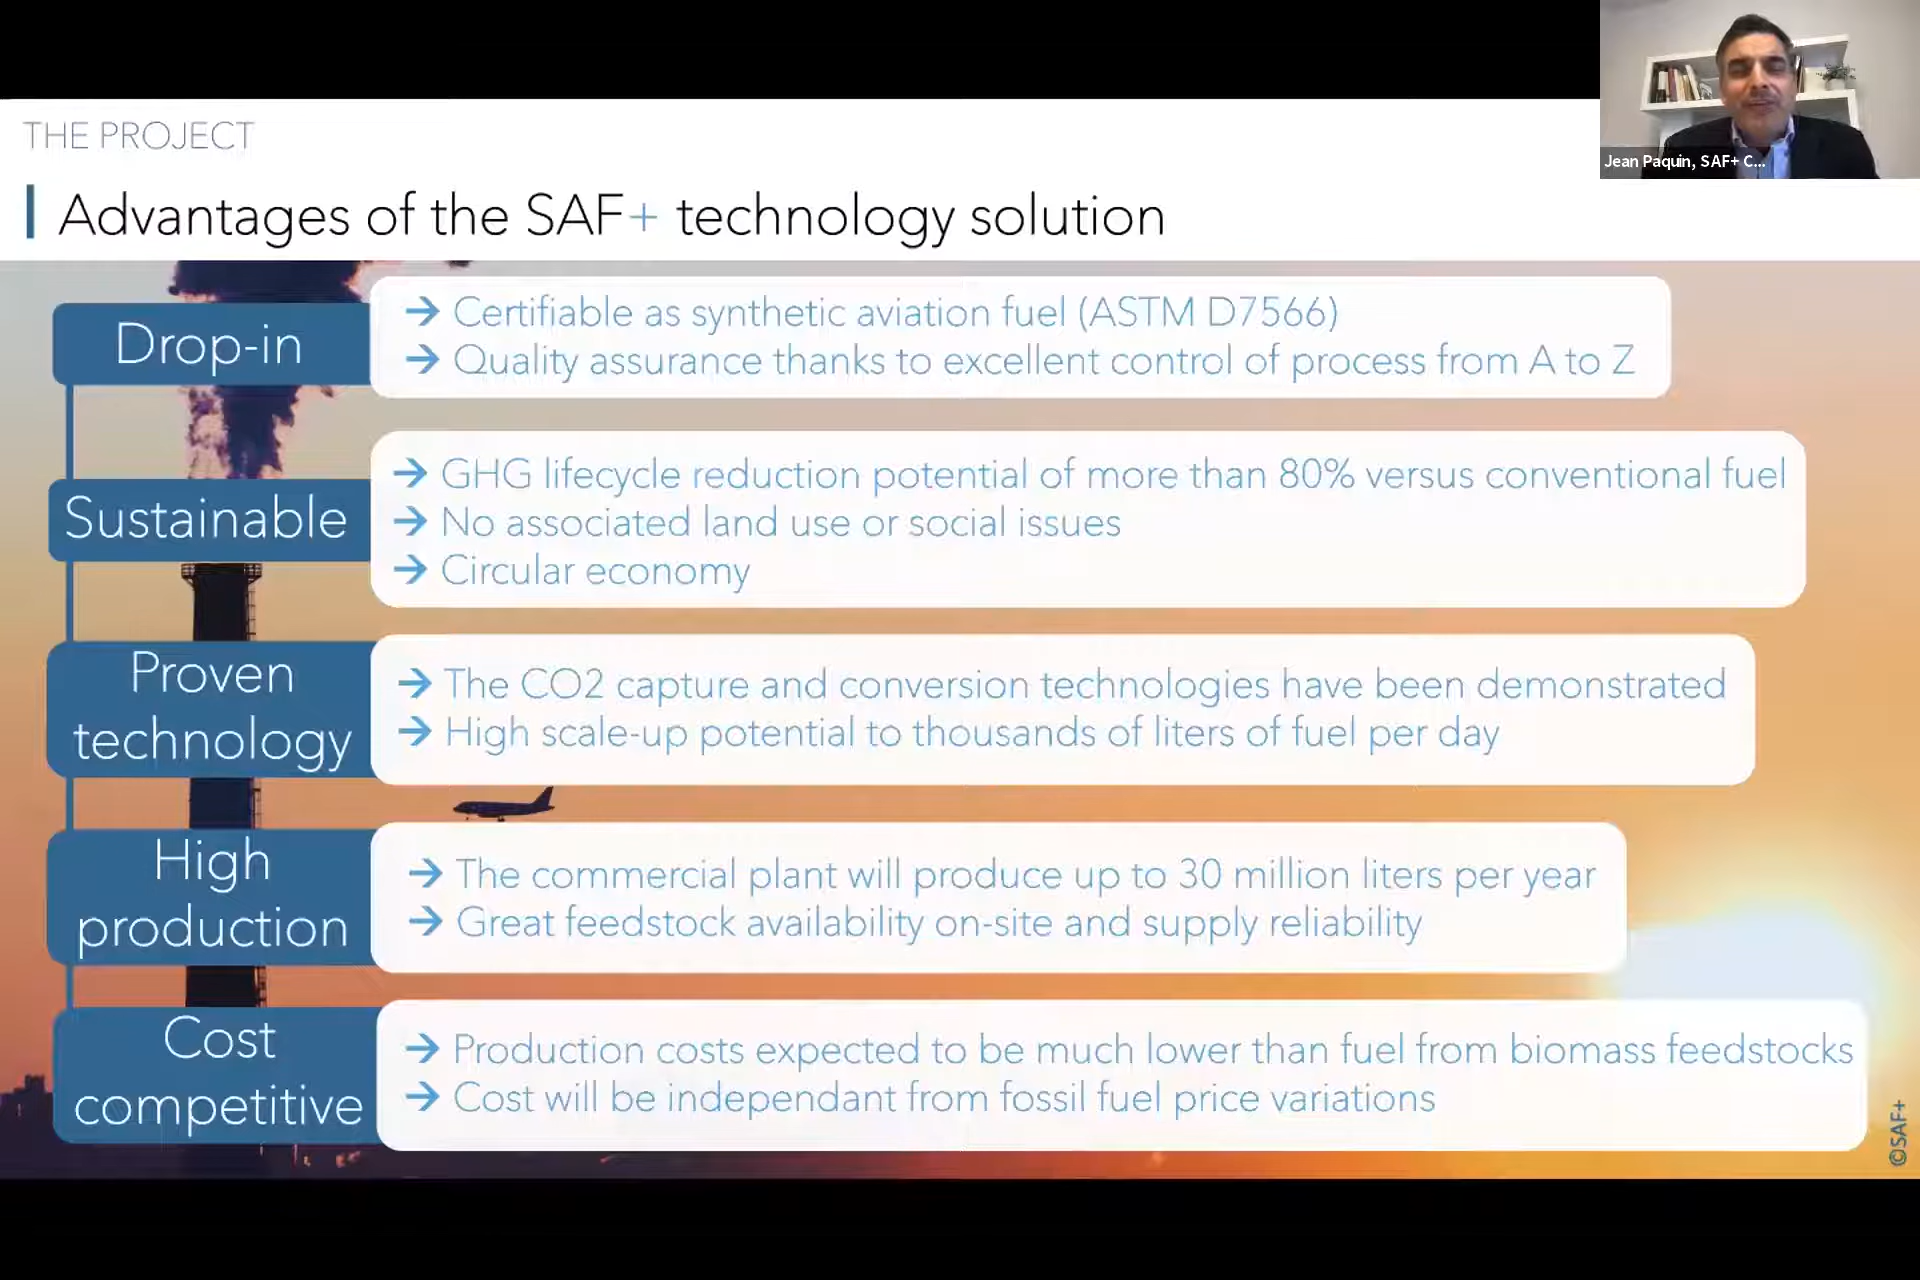 Jean Paquin, SAF+ C...
THE PROJECT
Advantages of the SAF+ technology solution
Drop-in
→ Certifiable as synthetic aviation fuel (ASTM D7566)
→ Quality assurance thanks to excellent control of process from A to Z
Sustainable
→ GHG lifecycle reduction potential of more than 80% versus conventional fuel
→ No associated land use or social issues
→ Circular economy
Proven
technology
→ The CO2 capture and conversion technologies have been demonstrated
→ High scale-up potential to thousands of liters of fuel per day
High
production
→ The commercial plant will produce up to 30 million liters per year
→ Great feedstock availability on-site and supply reliability
Cost
competitive
→ Production costs expected to be much lower than fuel from biomass feedstocks
→ Cost will be independant from fossil fuel price variations
©SAF+